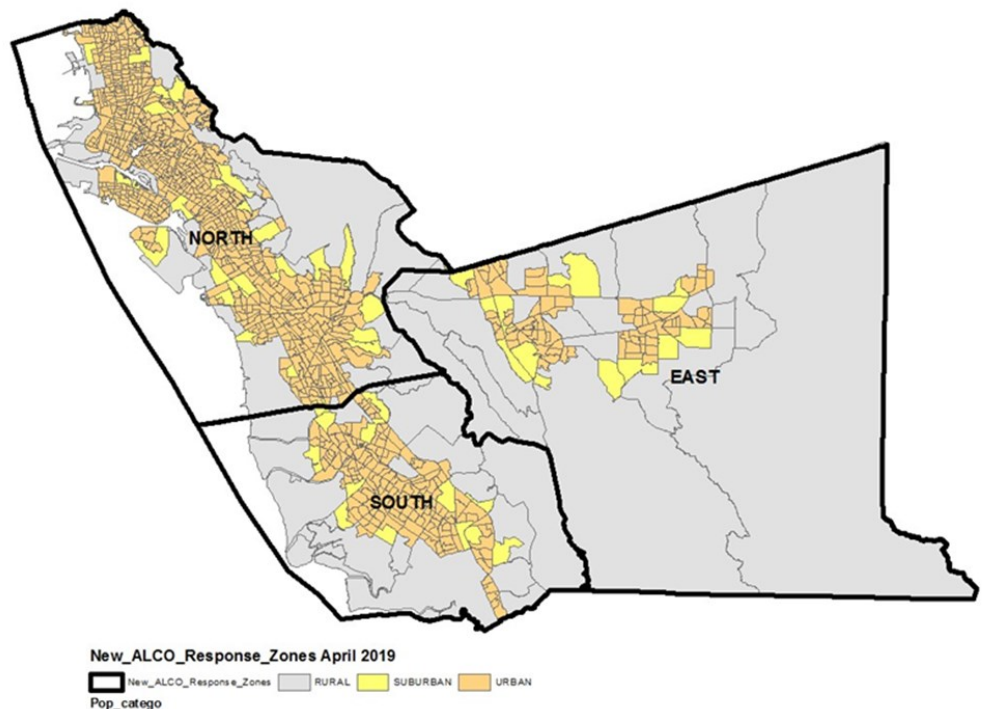 NORTH
EAST
SOUTH
New_ALCO_Response_Zones April 2019
New_ALCO_Response_Zones RURAL SUBURBAN URBAN
Pop_catego